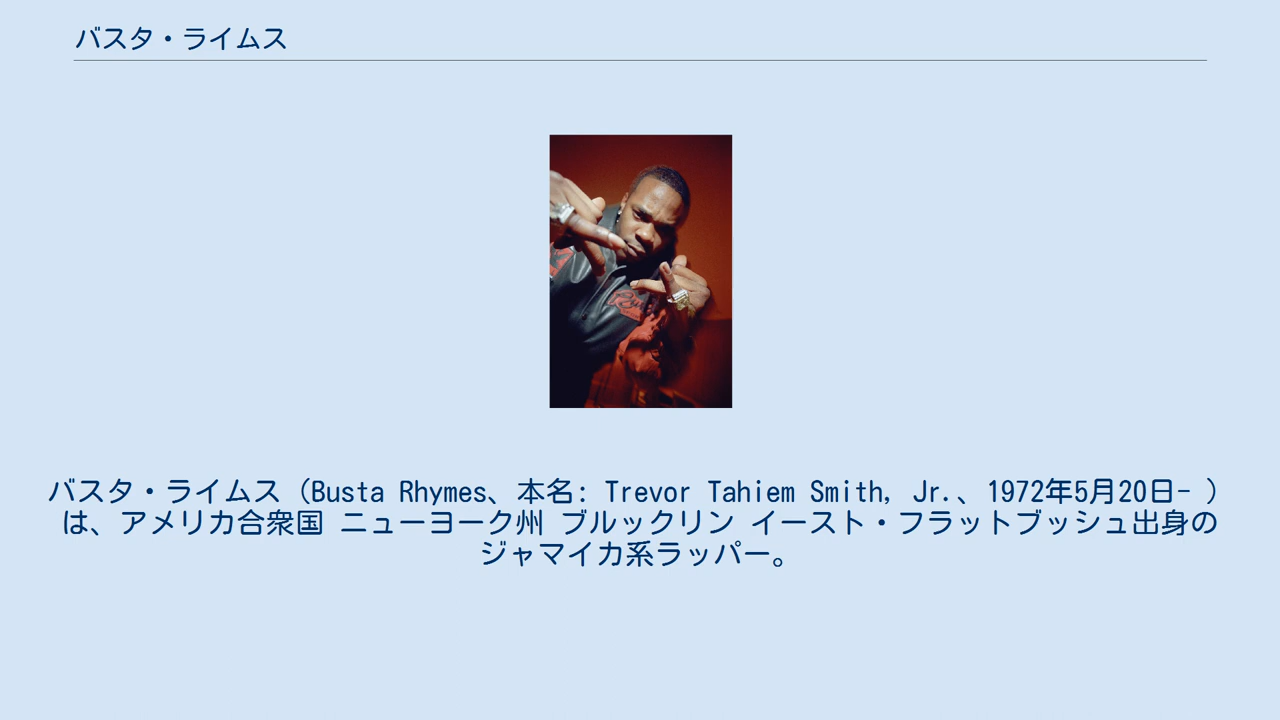 バスタ・ライムス
バスタ・ライムス（Busta Rhymes、本名: Trevor Tahiem Smith, Jr.、1972年5月20日- ）
は、アメリカ合衆国 ニューヨーク州 ブルックリン イースト・フラットブッシュ出身の
ジャマイカ系ラッパー。